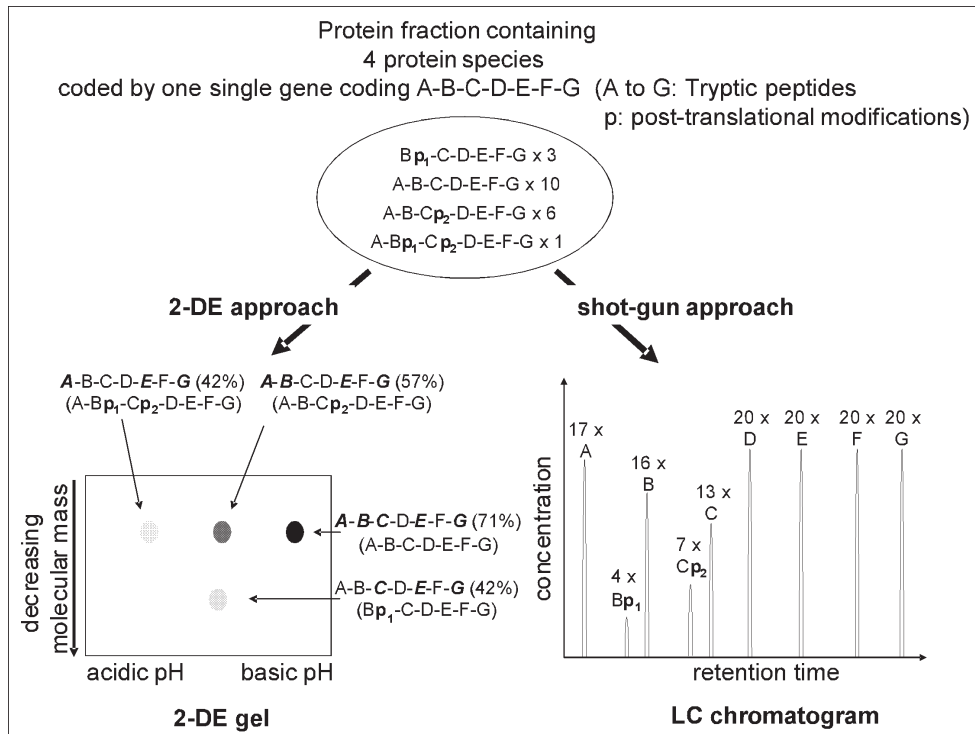 Protein fraction containing
4 protein species
coded by one single gene coding A-B-C-D-E-F-G (A to G: Tryptic peptides
p: post-translational modifications)
Bp₁-C-D-E-F-G x 3
A-B-C-D-E-F-G x 10
A-B-Cp₂-D-E-F-G x 6
A-Bp₁-Cp₂-D-E-F-G x 1
2-DE approach
shot-gun approach
A-B-C-D-E-F-G (42%)
(A-Bp₁-Cp₂-D-E-F-G)
A-B-C-D-E-F-G (57%)
(A-B-Cp₂-D-E-F-G)
decreasing
molecular mass
A-B-C-D-E-F-G (71%)
(A-B-C-D-E-F-G)
A-B-C-D-E-F-G (42%)
(Bp₁-C-D-E-F-G)
acidic pH
basic pH
2-DE gel
concentration
17 x
A
4 x
Bp₁
16 x
B
7 x
Cp₂
13 x
C
20 x
D
20 x
E
20 x
F
20 x
G
retention time
LC chromatogram